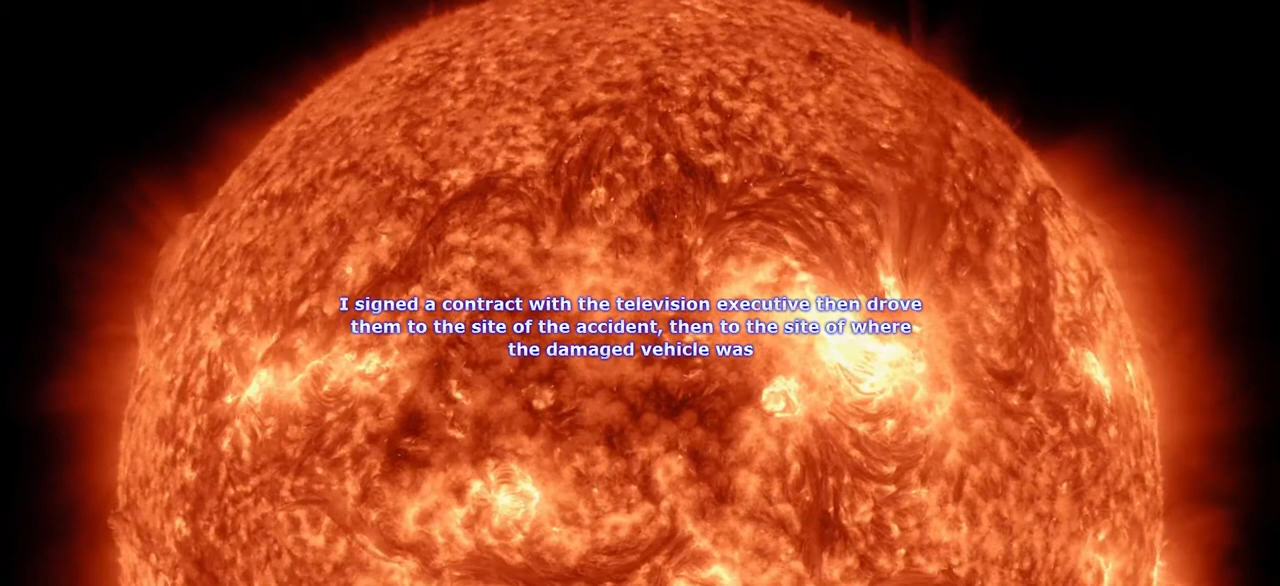 I signed a contract with the television executive then drove
them to the site of the accident, then to the site of where
the damaged vehicle was